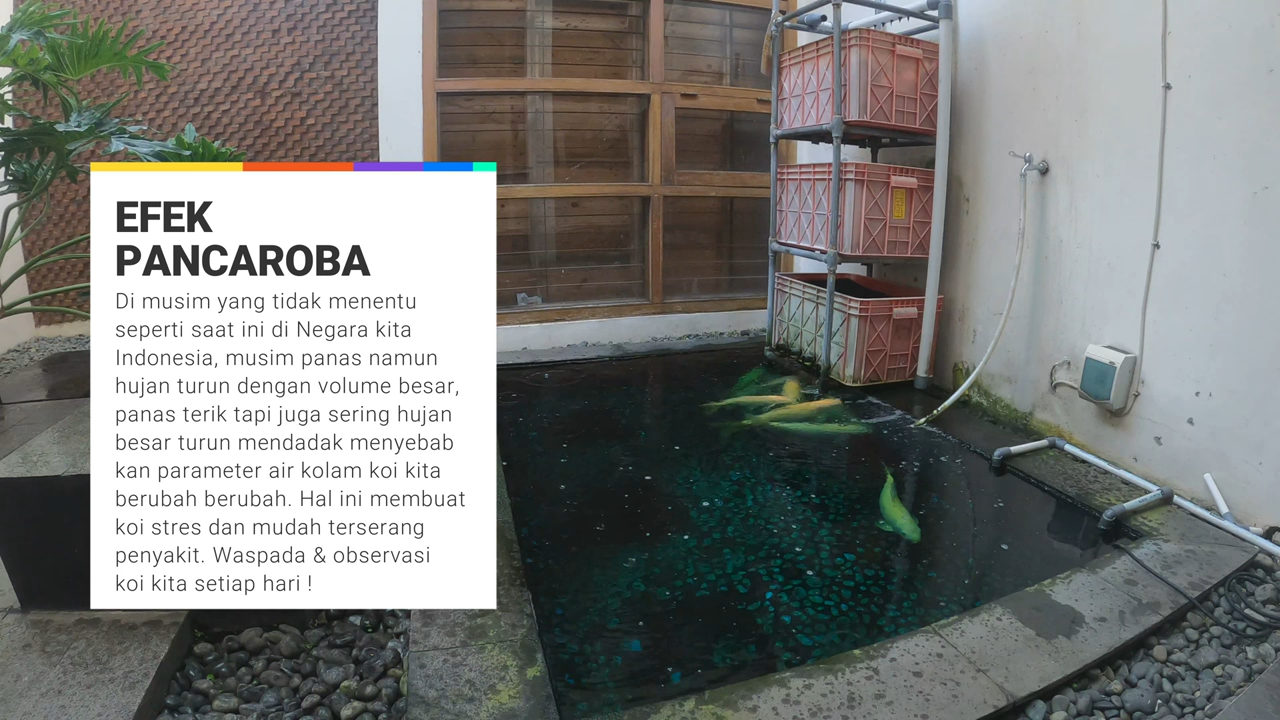 EFEK
PANCAROBA
Di musim yang tidak menentu
seperti saat ini di Negara kita
Indonesia, musim panas namun
hujan turun dengan volume besar,
panas terik tapi juga sering hujan
besar turun mendadak menyebab
kan parameter air kolam koi kita
berubah berubah. Hal ini membuat
koi stres dan mudah terserang
penyakit. Waspada & observasi
koi kita setiap hari !